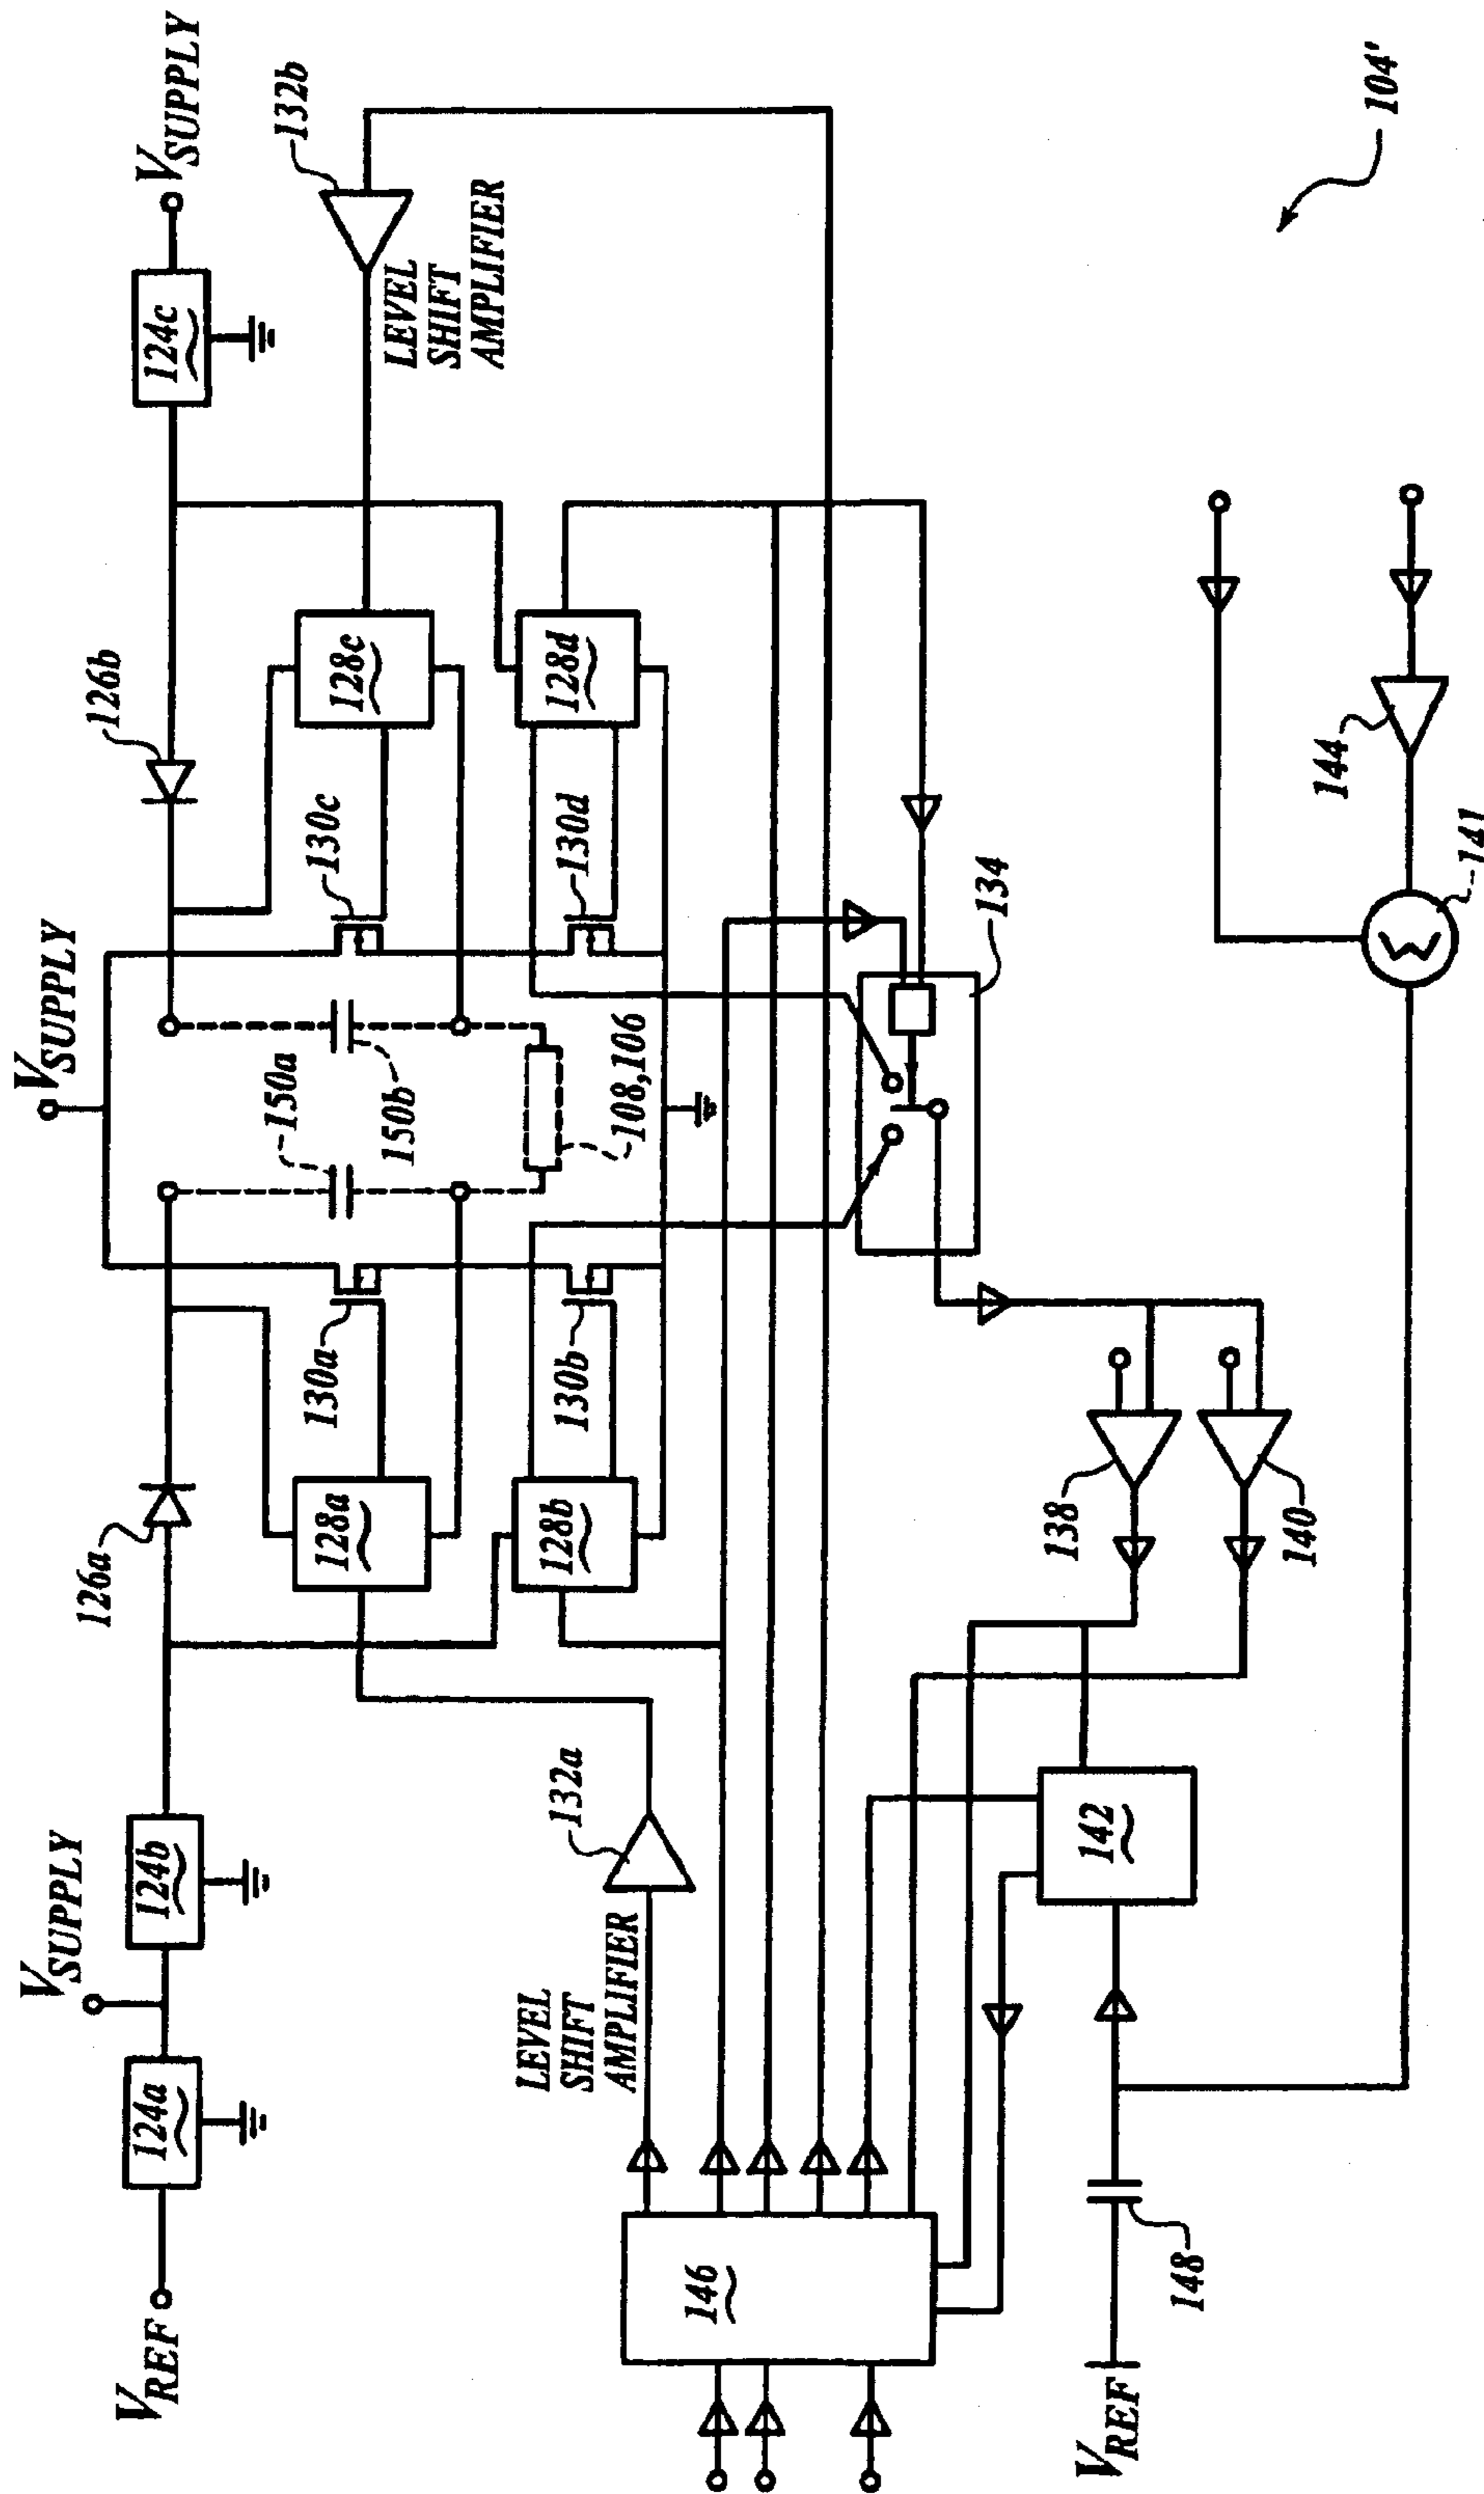 V_REF
124a
V_SUPPLY
124b
126a
V_SUPPLY
126b
124c
V_SUPPLY
128a
130a
150a
150b
130c
128c
132b
LEVEL
SHIFT
AMPLIFIER
128b
130b
108,106
130d
128d
LEVEL
SHIFT
AMPLIFIER
132a
146
134
138
140
142
148
V_REF
Σ
141
144
104'